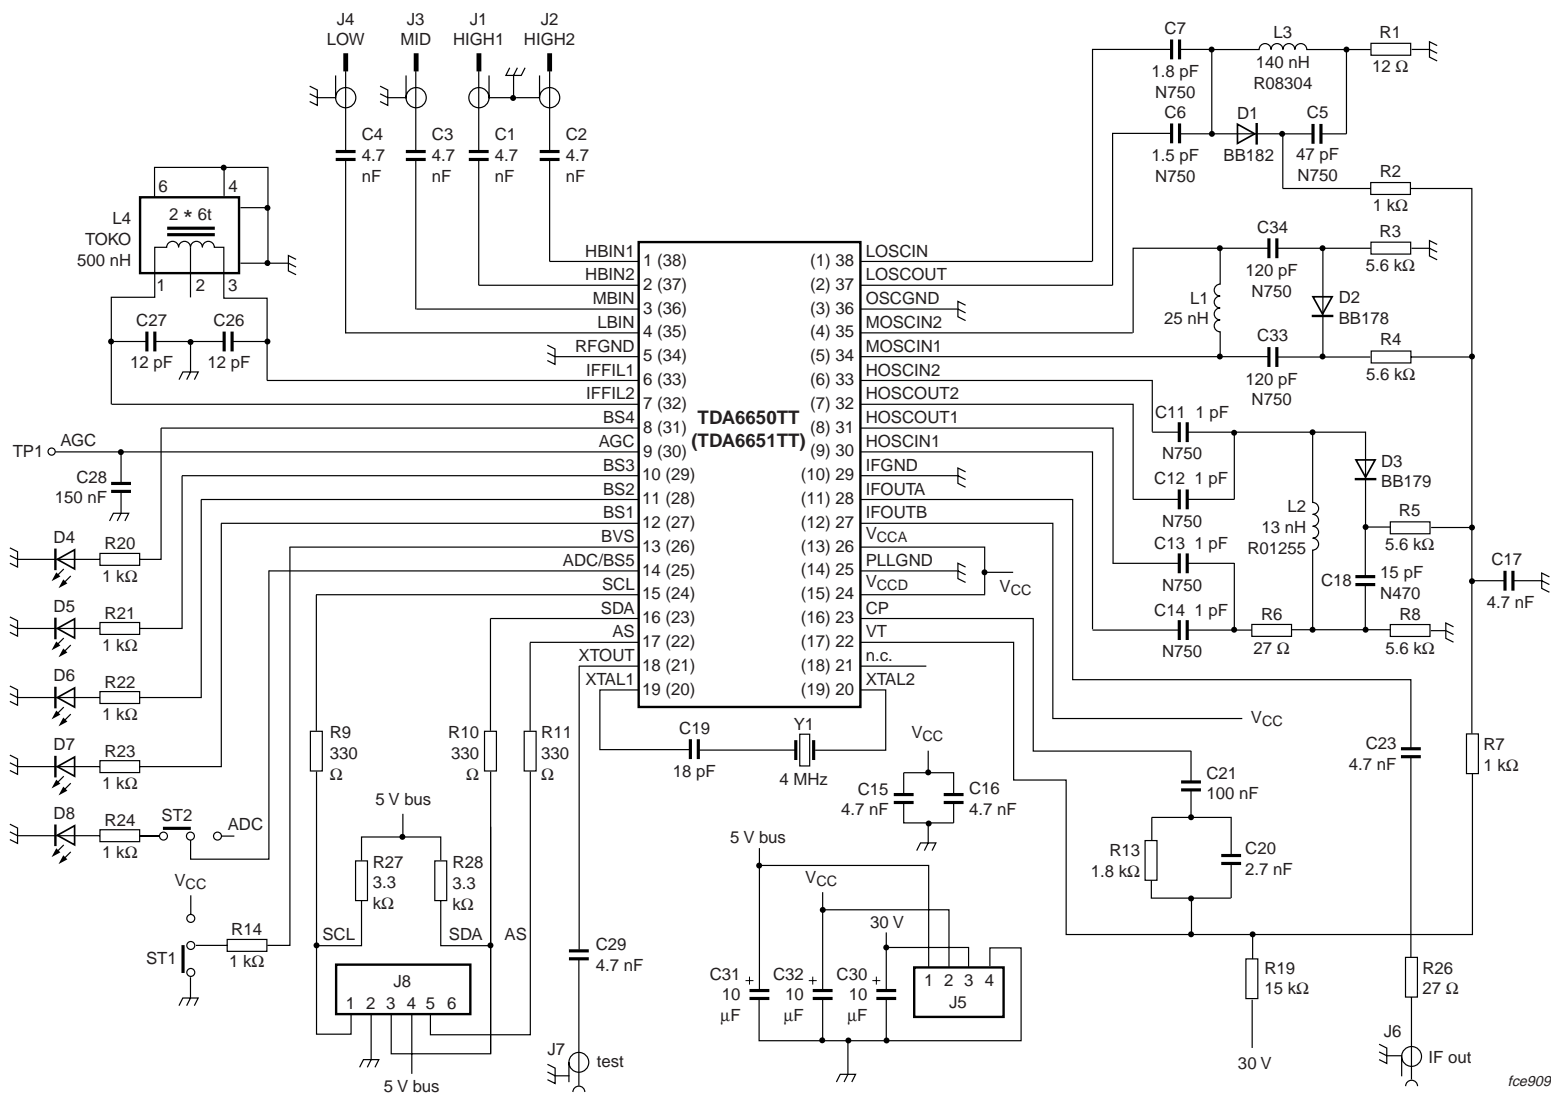 J4
LOW
J3
MID
J1
HIGH1
J2
HIGH2
C4
4.7
nF
C3
4.7
nF
C1
4.7
nF
C2
4.7
nF
C7
1.8 pF
N750
L3
140 nH
R08304
R1
12 Ω
C6
1.5 pF
N750
D1
BB182
C5
47 pF
N750
R2
1 kΩ
6
4
2 * 6t
L4
TOKO
500 nH
1
2
3
C27
12 pF
C26
12 pF
HBIN1
1 (38)
HBIN2
2 (37)
MBIN
3 (36)
LBIN
4 (35)
RFGND
5 (34)
IFFIL1
6 (33)
IFFIL2
7 (32)
BS4
8 (31)
AGC
9 (30)
BS3
10 (29)
BS2
11 (28)
BS1
12 (27)
BVS
13 (26)
ADC/BS5
14 (25)
SCL
15 (24)
SDA
16 (23)
AS
17 (22)
XTOUT
18 (21)
XTAL1
19 (20)
TDA6650TT
(TDA6651TT)
LOSCIN
(1) 38
LOSCOUT
(2) 37
OSCGND
(3) 36
MOSCIN2
(4) 35
MOSCIN1
(5) 34
HOSCIN2
(6) 33
HOSCOUT2
(7) 32
HOSCOUT1
(8) 31
HOSCIN1
(9) 30
IFGND
(10) 29
IFOUTA
(11) 28
IFOUTB
(12) 27
VCCA
(13) 26
PLLGND
(14) 25
VCCD
(15) 24
CP
(16) 23
VT
(17) 22
n.c.
(18) 21
XTAL2
(19) 20
VCC
C34
120 pF
N750
R3
5.6 kΩ
L1
25 nH
D2
BB178
C33
120 pF
N750
R4
5.6 kΩ
C11 1 pF
N750
C12 1 pF
N750
C13 1 pF
N750
C14 1 pF
N750
D3
BB179
L2
13 nH
R01255
R5
5.6 kΩ
C18
15 pF
N470
R6
27 Ω
R8
5.6 kΩ
C17
4.7 nF
TP1
AGC
C28
150 nF
D4
R20
1 kΩ
D5
R21
1 kΩ
D6
R22
1 kΩ
D7
R23
1 kΩ
D8
R24
1 kΩ
ST2
ADC
VCC
ST1
R14
1 kΩ
R9
330
Ω
R10
330
Ω
R11
330
Ω
5 V bus
R27
3.3
kΩ
R28
3.3
kΩ
SCL
SDA
AS
J8
1 2 3 4 5 6
5 V bus
C29
4.7 nF
J7
test
C19
18 pF
Y1
4 MHz
VCC
C15
4.7 nF
C16
4.7 nF
5 V bus
VCC
30 V
C31
10
μF
+
C32
10
μF
+
C30
10
μF
+
1 2 3 4
J5
VCC
C21
100 nF
R13
1.8 kΩ
C20
2.7 nF
C23
4.7 nF
R7
1 kΩ
R19
15 kΩ
30 V
R26
27 Ω
J6
IF out
fce909